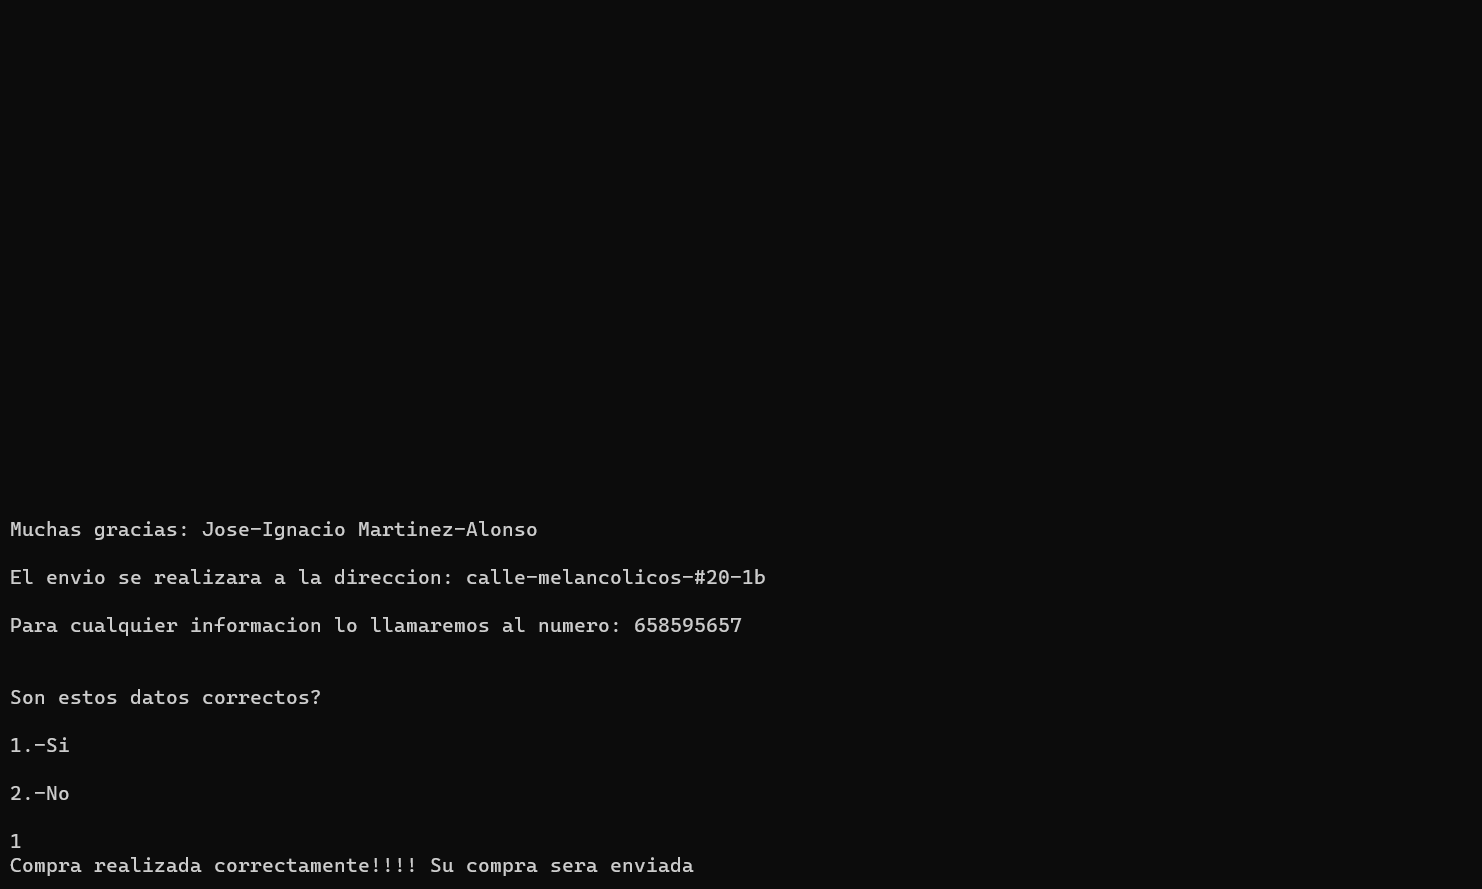 Muchas gracias: Jose-Ignacio Martinez-Alonso
El envio se realizara a la direccion: calle-melancolicos-#20-1b
Para cualquier informacion lo llamaremos al numero: 658595657
Son estos datos correctos?
1.-Si
2.-No
1
Compra realizada correctamente!!!! Su compra sera enviada